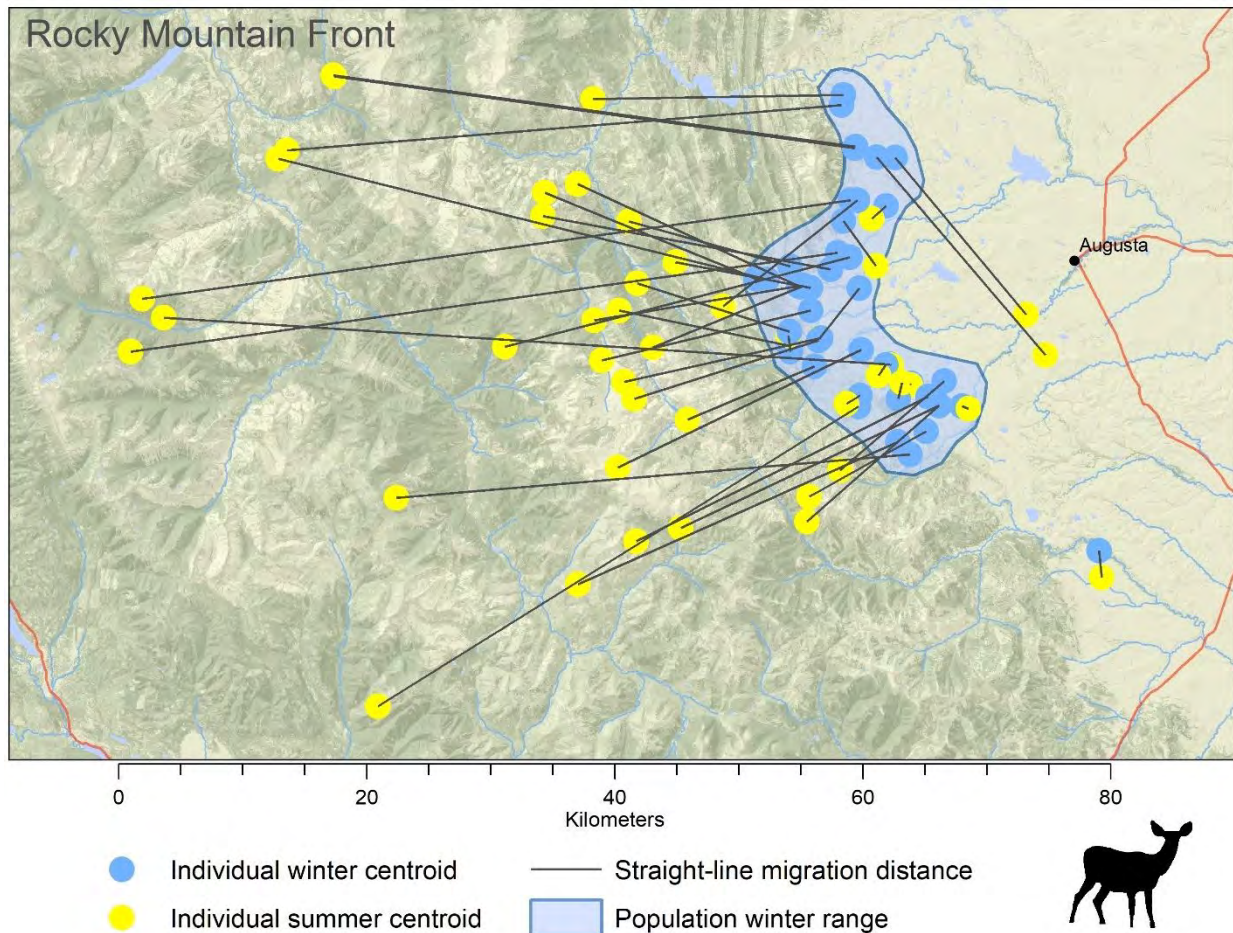 Rocky Mountain Front
Augusta
0 20 40 60 80
Kilometers
Individual winter centroid
Straight-line migration distance
Individual summer centroid
Population winter range